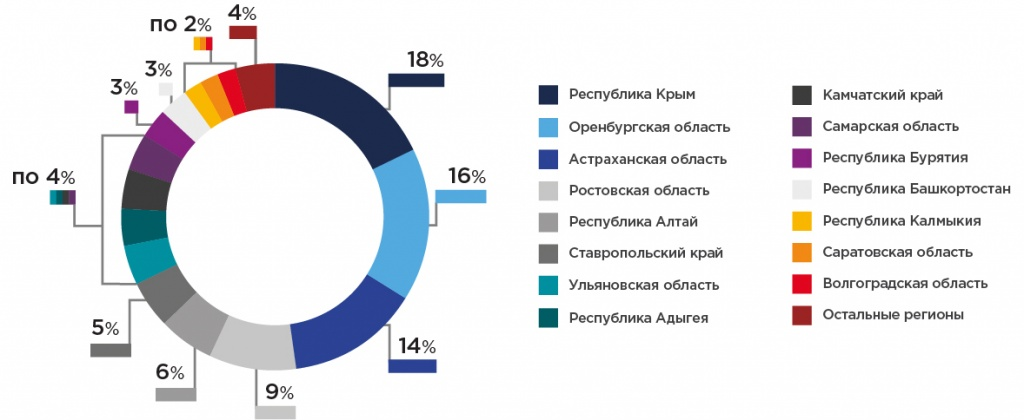 по 2%
4%
18%
3%
3%
16%
по 4%
14%
5%
6%
9%
Республика Крым
Оренбургская область
Астраханская область
Ростовская область
Республика Алтай
Ставропольский край
Ульяновская область
Республика Адыгея
Камчатский край
Самарская область
Республика Бурятия
Республика Башкортостан
Республика Калмыкия
Саратовская область
Волгоградская область
Остальные регионы